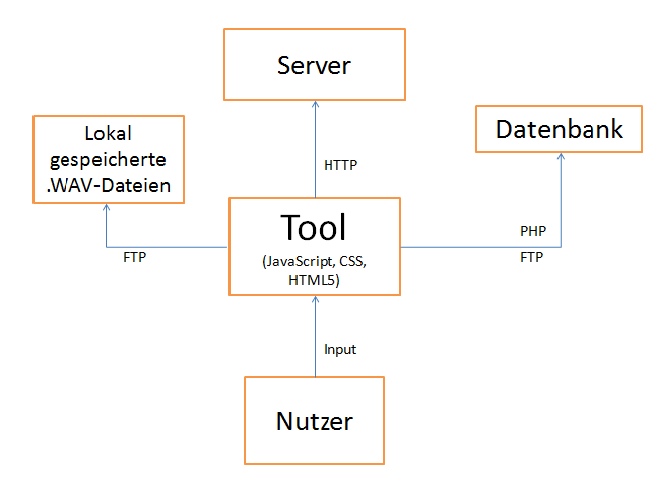 Server
Lokal
gespeicherte
.WAV-Dateien
Datenbank
HTTP
Tool
(JavaScript, CSS,
HTML5)
FTP
PHP
FTP
Input
Nutzer